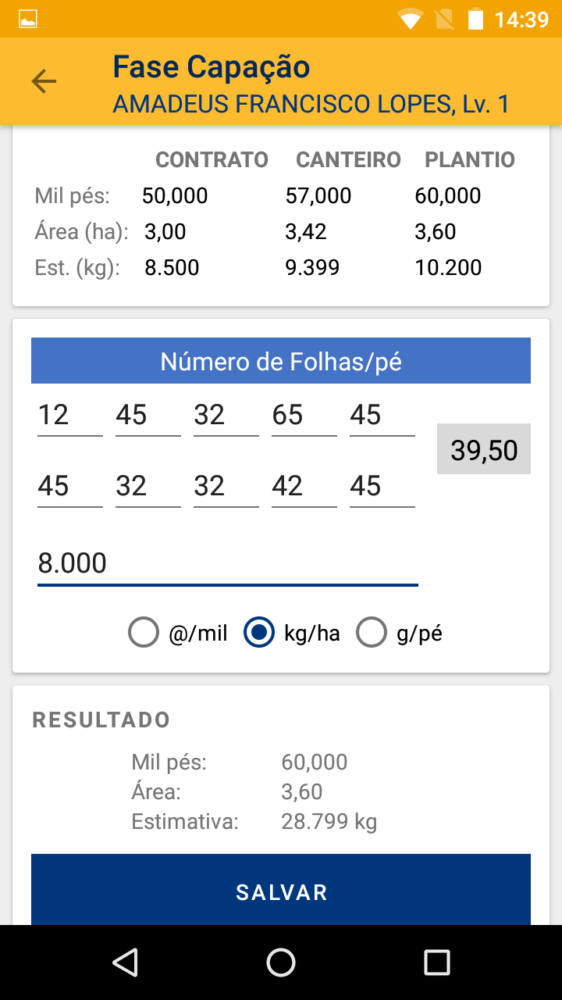 14:39
Fase Capação
AMADEUS FRANCISCO LOPES, Lv. 1
CONTRATO CANTEIRO PLANTIO
Mil pés: 50,000 57,000 60,000
Área (ha): 3,00 3,42 3,60
Est. (kg): 8.500 9.399 10.200
Número de Folhas/pé
12 45 32 65 45
39,50
45 32 32 42 45
8.000
@/mil kg/ha g/pé
RESULTADO
Mil pés: 60,000
Área: 3,60
Estimativa: 28.799 kg
SALVAR